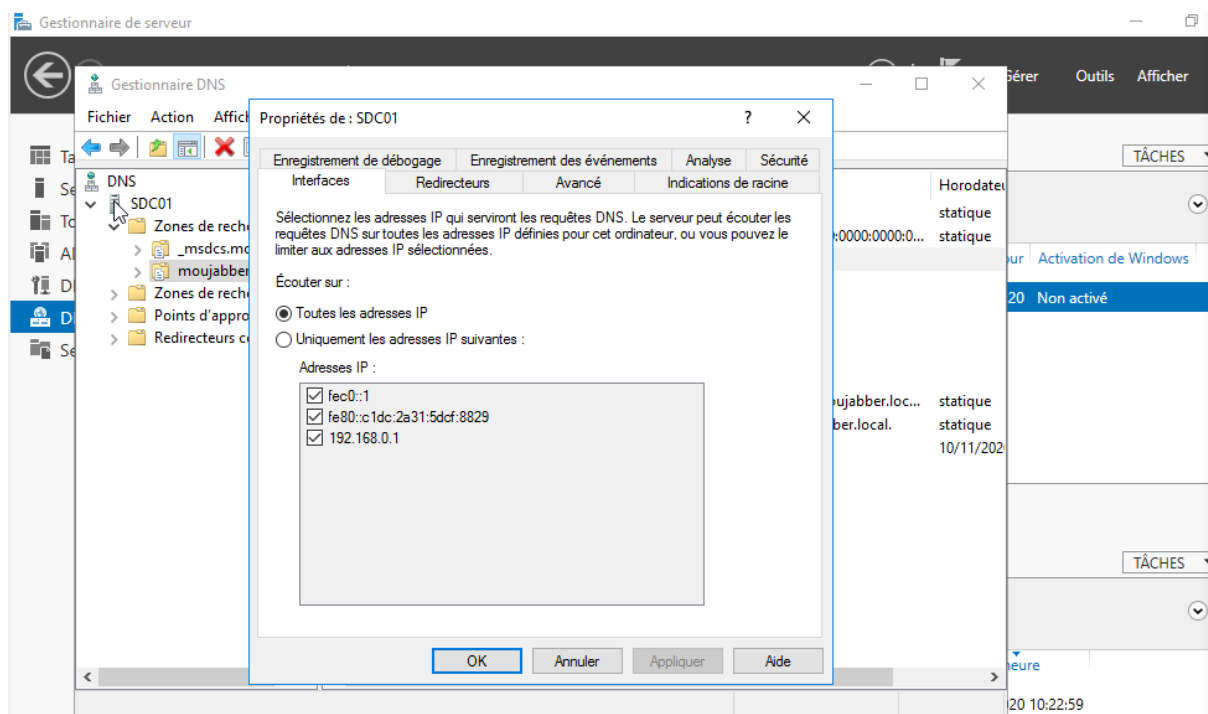 Gestionnaire de serveur
Gérer Outils Afficher
Gestionnaire DNS
Fichier Action
Propriétés de : SDC01
Enregistrement de débogage Enregistrement des événements Analyse Sécurité
Interfaces Redirecteurs Avancé Indications de racine
Sélectionnez les adresses IP qui serviront les requêtes DNS. Le serveur peut écouter les
requêtes DNS sur toutes les adresses IP définies pour cet ordinateur, ou vous pouvez le
limiter aux adresses IP sélectionnées.
Écouter sur :
Toutes les adresses IP
Uniquement les adresses IP suivantes :
Adresses IP :
fec0::1
fe80::c1dc:2a31:5dcf:8829
192.168.0.1
OK Annuler Appliquer Aide
DNS
SDC01
Zones de reche
_msdcs.mo
moujabber
Zones de reche
Points d'appro
Redirecteurs co
Horodateu
statique
:0000:0000:0... statique
oujabber.loc... statique
ber.local. statique
10/11/202
TÂCHES
our Activation de Windows
20 Non activé
TÂCHES
heure
020 10:22:59